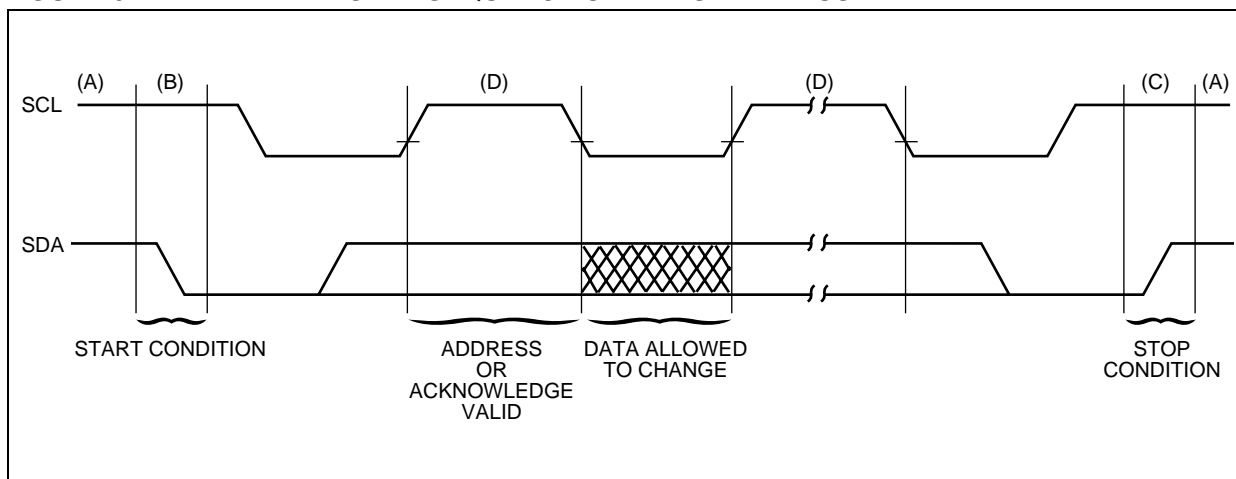 (A) (B) (D) (D) (C) (A)
SCL
SDA
START CONDITION
ADDRESS
OR
ACKNOWLEDGE
VALID
DATA ALLOWED
TO CHANGE
STOP
CONDITION